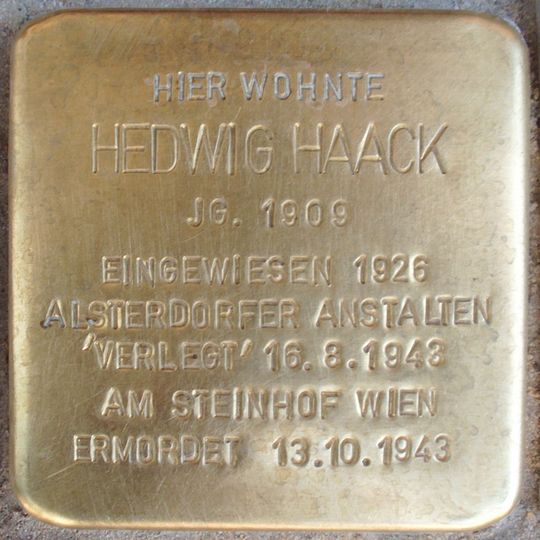 HIER WOHNTE
HEDWIG HAACK
JG. 1909
EINGEWIESEN 1926
ALSTERDORFER ANSTALTEN
'VERLEGT' 16.8.1943
AM STEINHOF WIEN
ERMORDET 13.10.1943